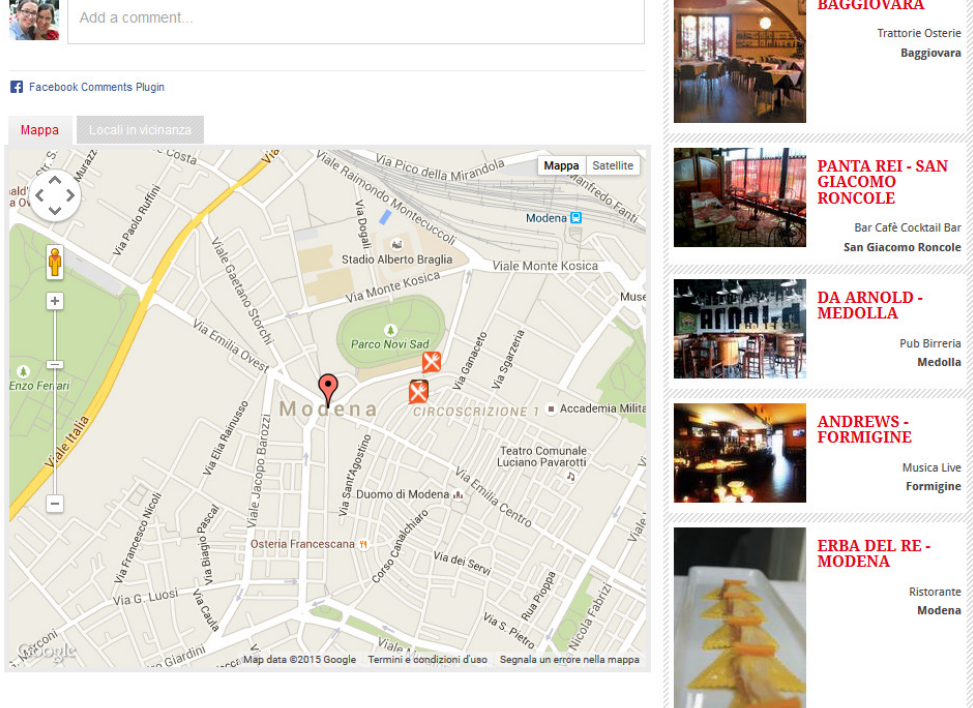 Add a comment...
Facebook Comments Plugin
Mappa
Locali in vicinanza
Mappa
Satellite
Costa
Via Pico della Mirandola
Viale Raimondo Montecuccoli
Manfredo Fanti
Via Paolo Ruffini
Via Dogali
Modena
Stadio Alberto Braglia
Viale Monte Kosica
Via Monte Kosica
Viale Gaetano Storchi
Muse
Via Emilia Ovest
Parco Novi Sad
Via Ganaceto
Via Sgarzeria
Enzo Ferrari
Modena
CIRCOSCRIZIONE 1
Accademia Milita
Viale Italia
Via Elia Rainusso
Viale Jacopo Barozzi
Via Sant'Agostino
Teatro Comunale
Luciano Pavarotti
Via Emilia Centro
Duomo di Modena
Via Francesco Nicoli
Via Biagio Pascal
Corso Canalchiaro
Viale
Osteria Francescana
Via dei Servi
Via G. Luosi
Via Caula
Rua Pioppa
Nicola Fabrizi
Via S. Pietro
Viale
Giardini
Google
Map data ©2015 Google
Termini e condizioni d'uso
Segnala un errore nella mappa
BAGGIOVARA
Trattorie Osterie
Baggiovara
PANTA REI - SAN
GIACOMO
RONCOLE
Bar Cafè Cocktail Bar
San Giacomo Roncole
DA ARNOLD -
MEDOLLA
Pub Birreria
Medolla
ANDREWS -
FORMIGINE
Musica Live
Formigine
ERBA DEL RE -
MODENA
Ristorante
Modena